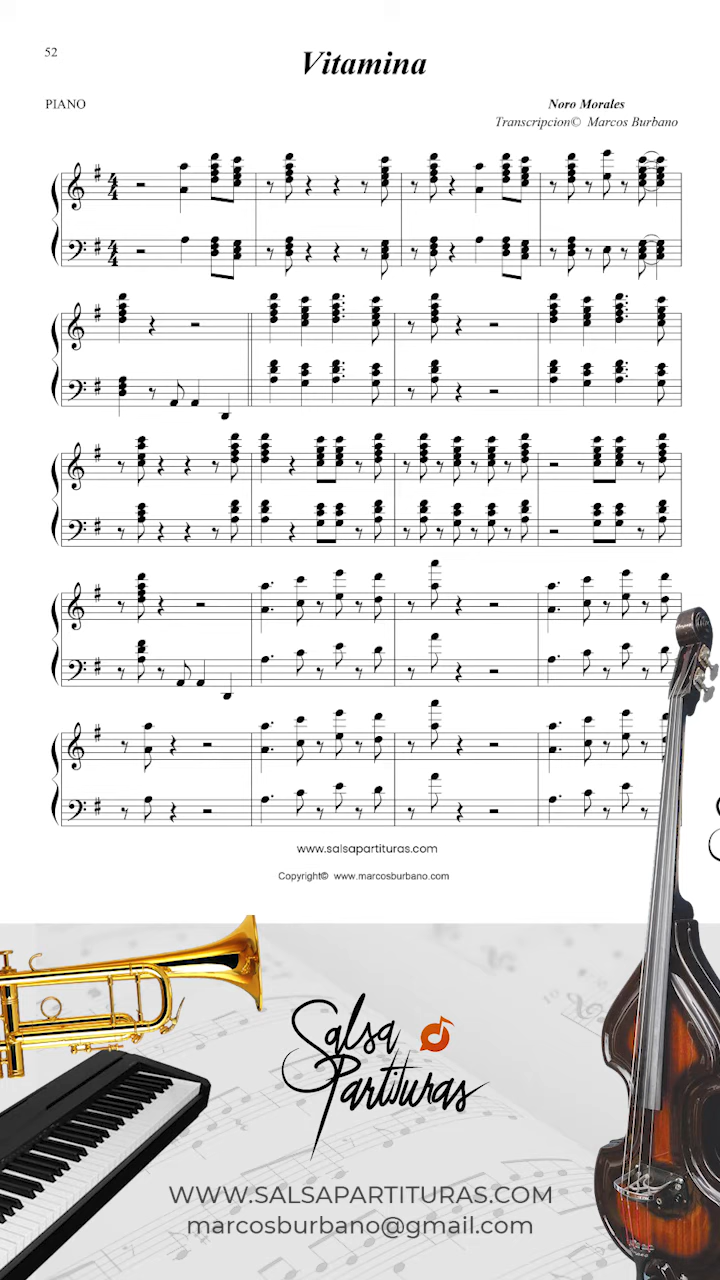 52
Vitamina
PIANO
Noro Morales
Transcripcion© Marcos Burbano
www.salsapartituras.com
Copyright© www.marcosburbano.com
Salsa
Partituras
WWW.SALSAPARTITURAS.COM
marcosburbano@gmail.com